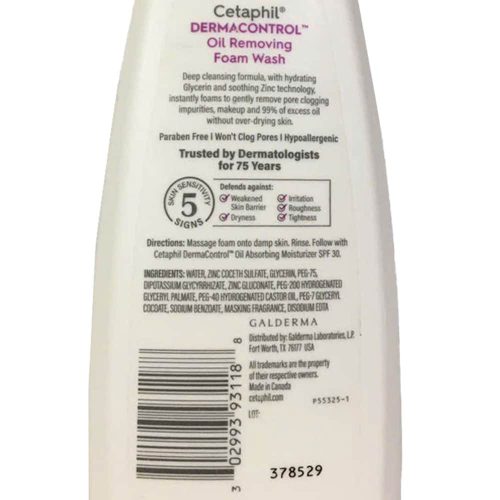 Cetaphil®
DERMACONTROL™
Oil Removing
Foam Wash
Deep cleansing formula, with hydrating
Glycerin and soothing Zinc technology,
instantly foams to gently remove pore clogging
impurities, makeup and 99% of excess oil
without over-drying skin.
Paraben Free I Won't Clog Pores I Hypoallergenic
Trusted by Dermatologists
for 75 Years
SKIN SENSITIVITY
5
SIGNS
Defends against:
Weakened
Skin Barrier
Dryness
Irritation
Roughness
Tightness
Directions: Massage foam onto damp skin. Rinse. Follow with
Cetaphil DermaControl™ Oil Absorbing Moisturizer SPF 30.
INGREDIENTS: WATER, ZINC COCETH SULFATE, GLYCERIN, PEG-75,
DIPOTASSIUM GLYCYRRHIZATE, ZINC GLUCONATE, PEG-200 HYDROGENATED
GLYCERYL PALMATE, PEG-40 HYDROGENATED CASTOR OIL, PEG-7 GLYCERYL
COCOATE, SODIUM BENZOATE, MASKING FRAGRANCE, DISODIUM EDTA
GALDERMA
Distributed by: Galderma Laboratories, L.P.
Fort Worth, TX 76177 USA
All trademarks are the property
of their respective owners.
Made in Canada
cetaphil.com
P55325-1
LOT:
3 02993 93118 8
378529